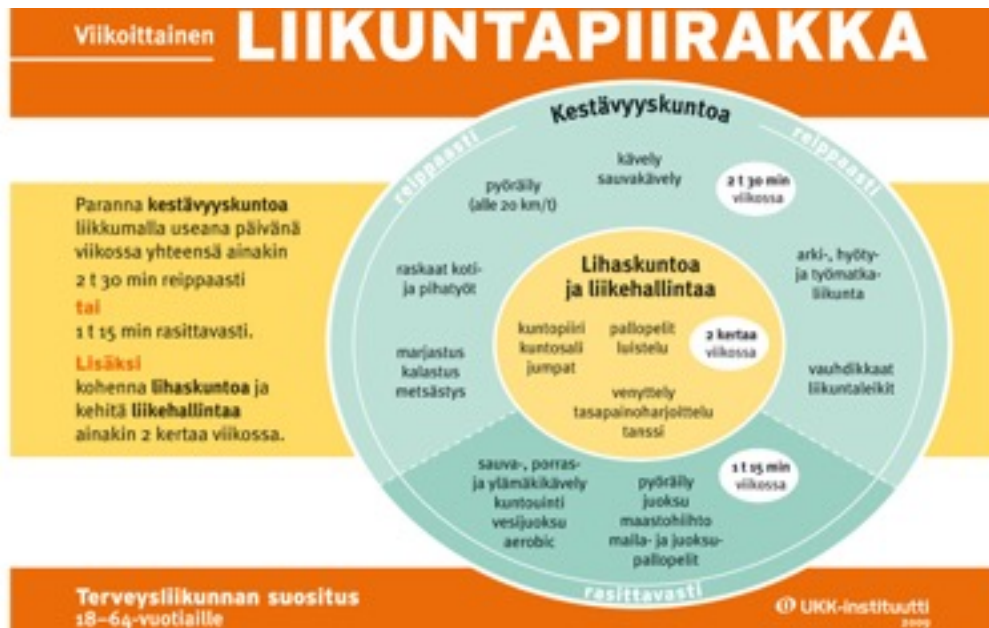 Viikoittainen LIIKUNTAPIIRAKKA
Paranna kestävyyskuntoa
liikkumalla useana päivänä
viikossa yhteensä ainakin
2 t 30 min reippaasti
tai
1 t 15 min rasittavasti.
Lisäksi
kohenna lihaskuntoa ja
kehitä liikehallintaa
ainakin 2 kertaa viikossa.
Kestävyyskuntoa
reippaasti
reippaasti
kävely
sauvakävely
2 t 30 min
viikossa
pyöräily
(alle 20 km/t)
raskaat koti-
ja pihatyöt
arki-, hyöty-
ja työmatka-
liikunta
marjastus
kalastus
metsästys
vauhdikkaat
liikuntaleikit
Lihaskuntoa
ja liikehallintaa
kuntopiiri
kuntosali
jumpat
pallopelit
luistelu
2 kertaa
viikossa
venyttely
tasapainoharjoittelu
tanssi
sauva-, porras-
ja ylämäkikävely
kuntouinti
vesijuoksu
aerobic
pyöräily
juoksu
maastohiihto
maila- ja juoksu-
pallopelit
1 t 15 min
viikossa
rasittavasti
Terveysliikunnan suositus
18–64-vuotiaille
UKK-instituutti
2009